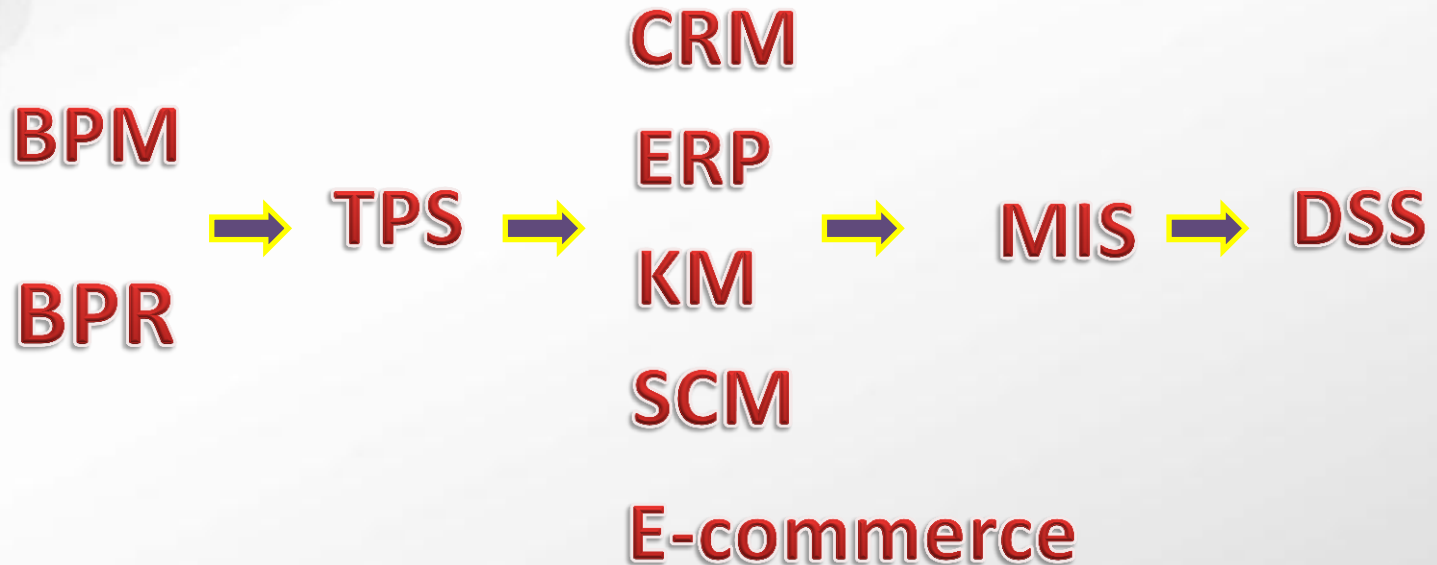 BPM
BPR
TPS
CRM
ERP
KM
SCM
E-commerce
MIS
DSS